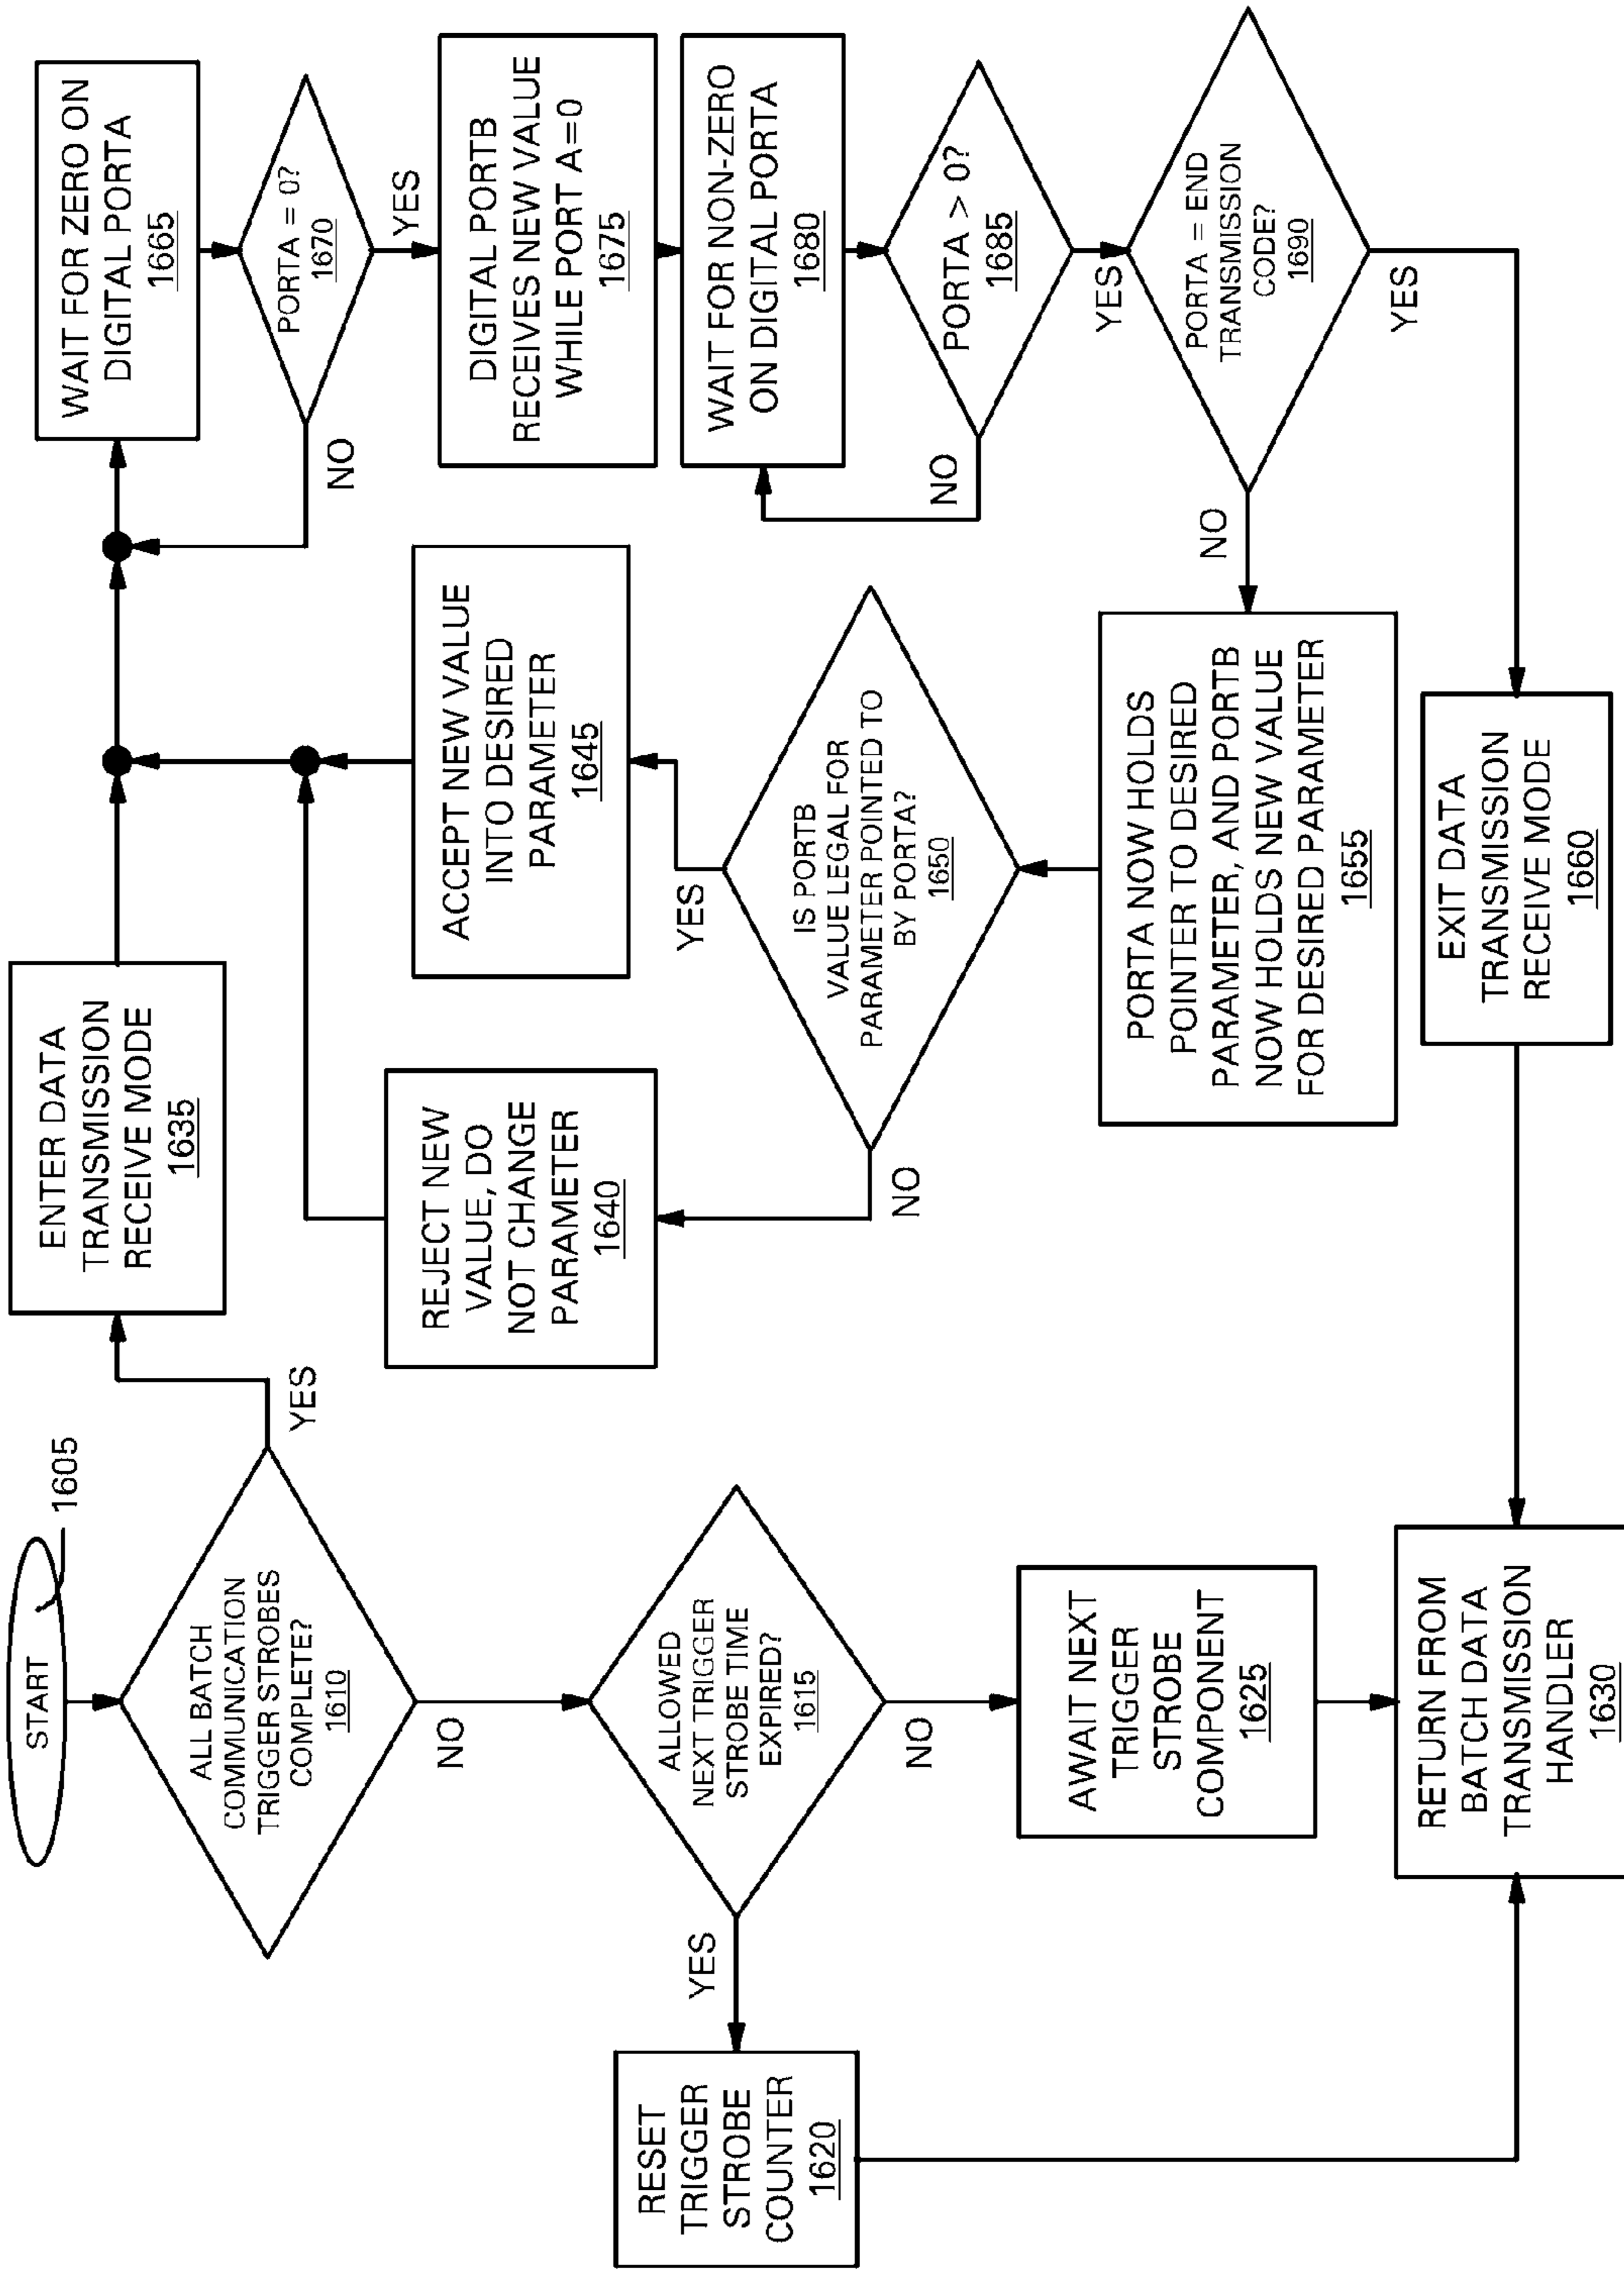 START
1605
ALL BATCH
COMMUNICATION
TRIGGER STROBES
COMPLETE?
1610
YES
NO
ENTER DATA
TRANSMISSION
RECEIVE MODE
1635
ALLOWED
NEXT TRIGGER
STROBE TIME
EXPIRED?
1615
YES
NO
RESET
TRIGGER
STROBE
COUNTER
1620
AWAIT NEXT
TRIGGER
STROBE
COMPONENT
1625
RETURN FROM
BATCH DATA
TRANSMISSION
HANDLER
1630
REJECT NEW
VALUE, DO
NOT CHANGE
PARAMETER
1640
ACCEPT NEW VALUE
INTO DESIRED
PARAMETER
1645
YES
NO
IS PORTB
VALUE LEGAL FOR
PARAMETER POINTED TO
BY PORTA?
1650
PORTA NOW HOLDS
POINTER TO DESIRED
PARAMETER, AND PORTB
NOW HOLDS NEW VALUE
FOR DESIRED PARAMETER
1655
EXIT DATA
TRANSMISSION
RECEIVE MODE
1660
WAIT FOR ZERO ON
DIGITAL PORTA
1665
PORTA = 0?
1670
NO
YES
DIGITAL PORTB
RECEIVES NEW VALUE
WHILE PORT A=0
1675
WAIT FOR NON-ZERO
ON DIGITAL PORTA
1680
PORTA > 0?
1685
NO
YES
PORTA = END
TRANSMISSION
CODE?
1690
NO
YES